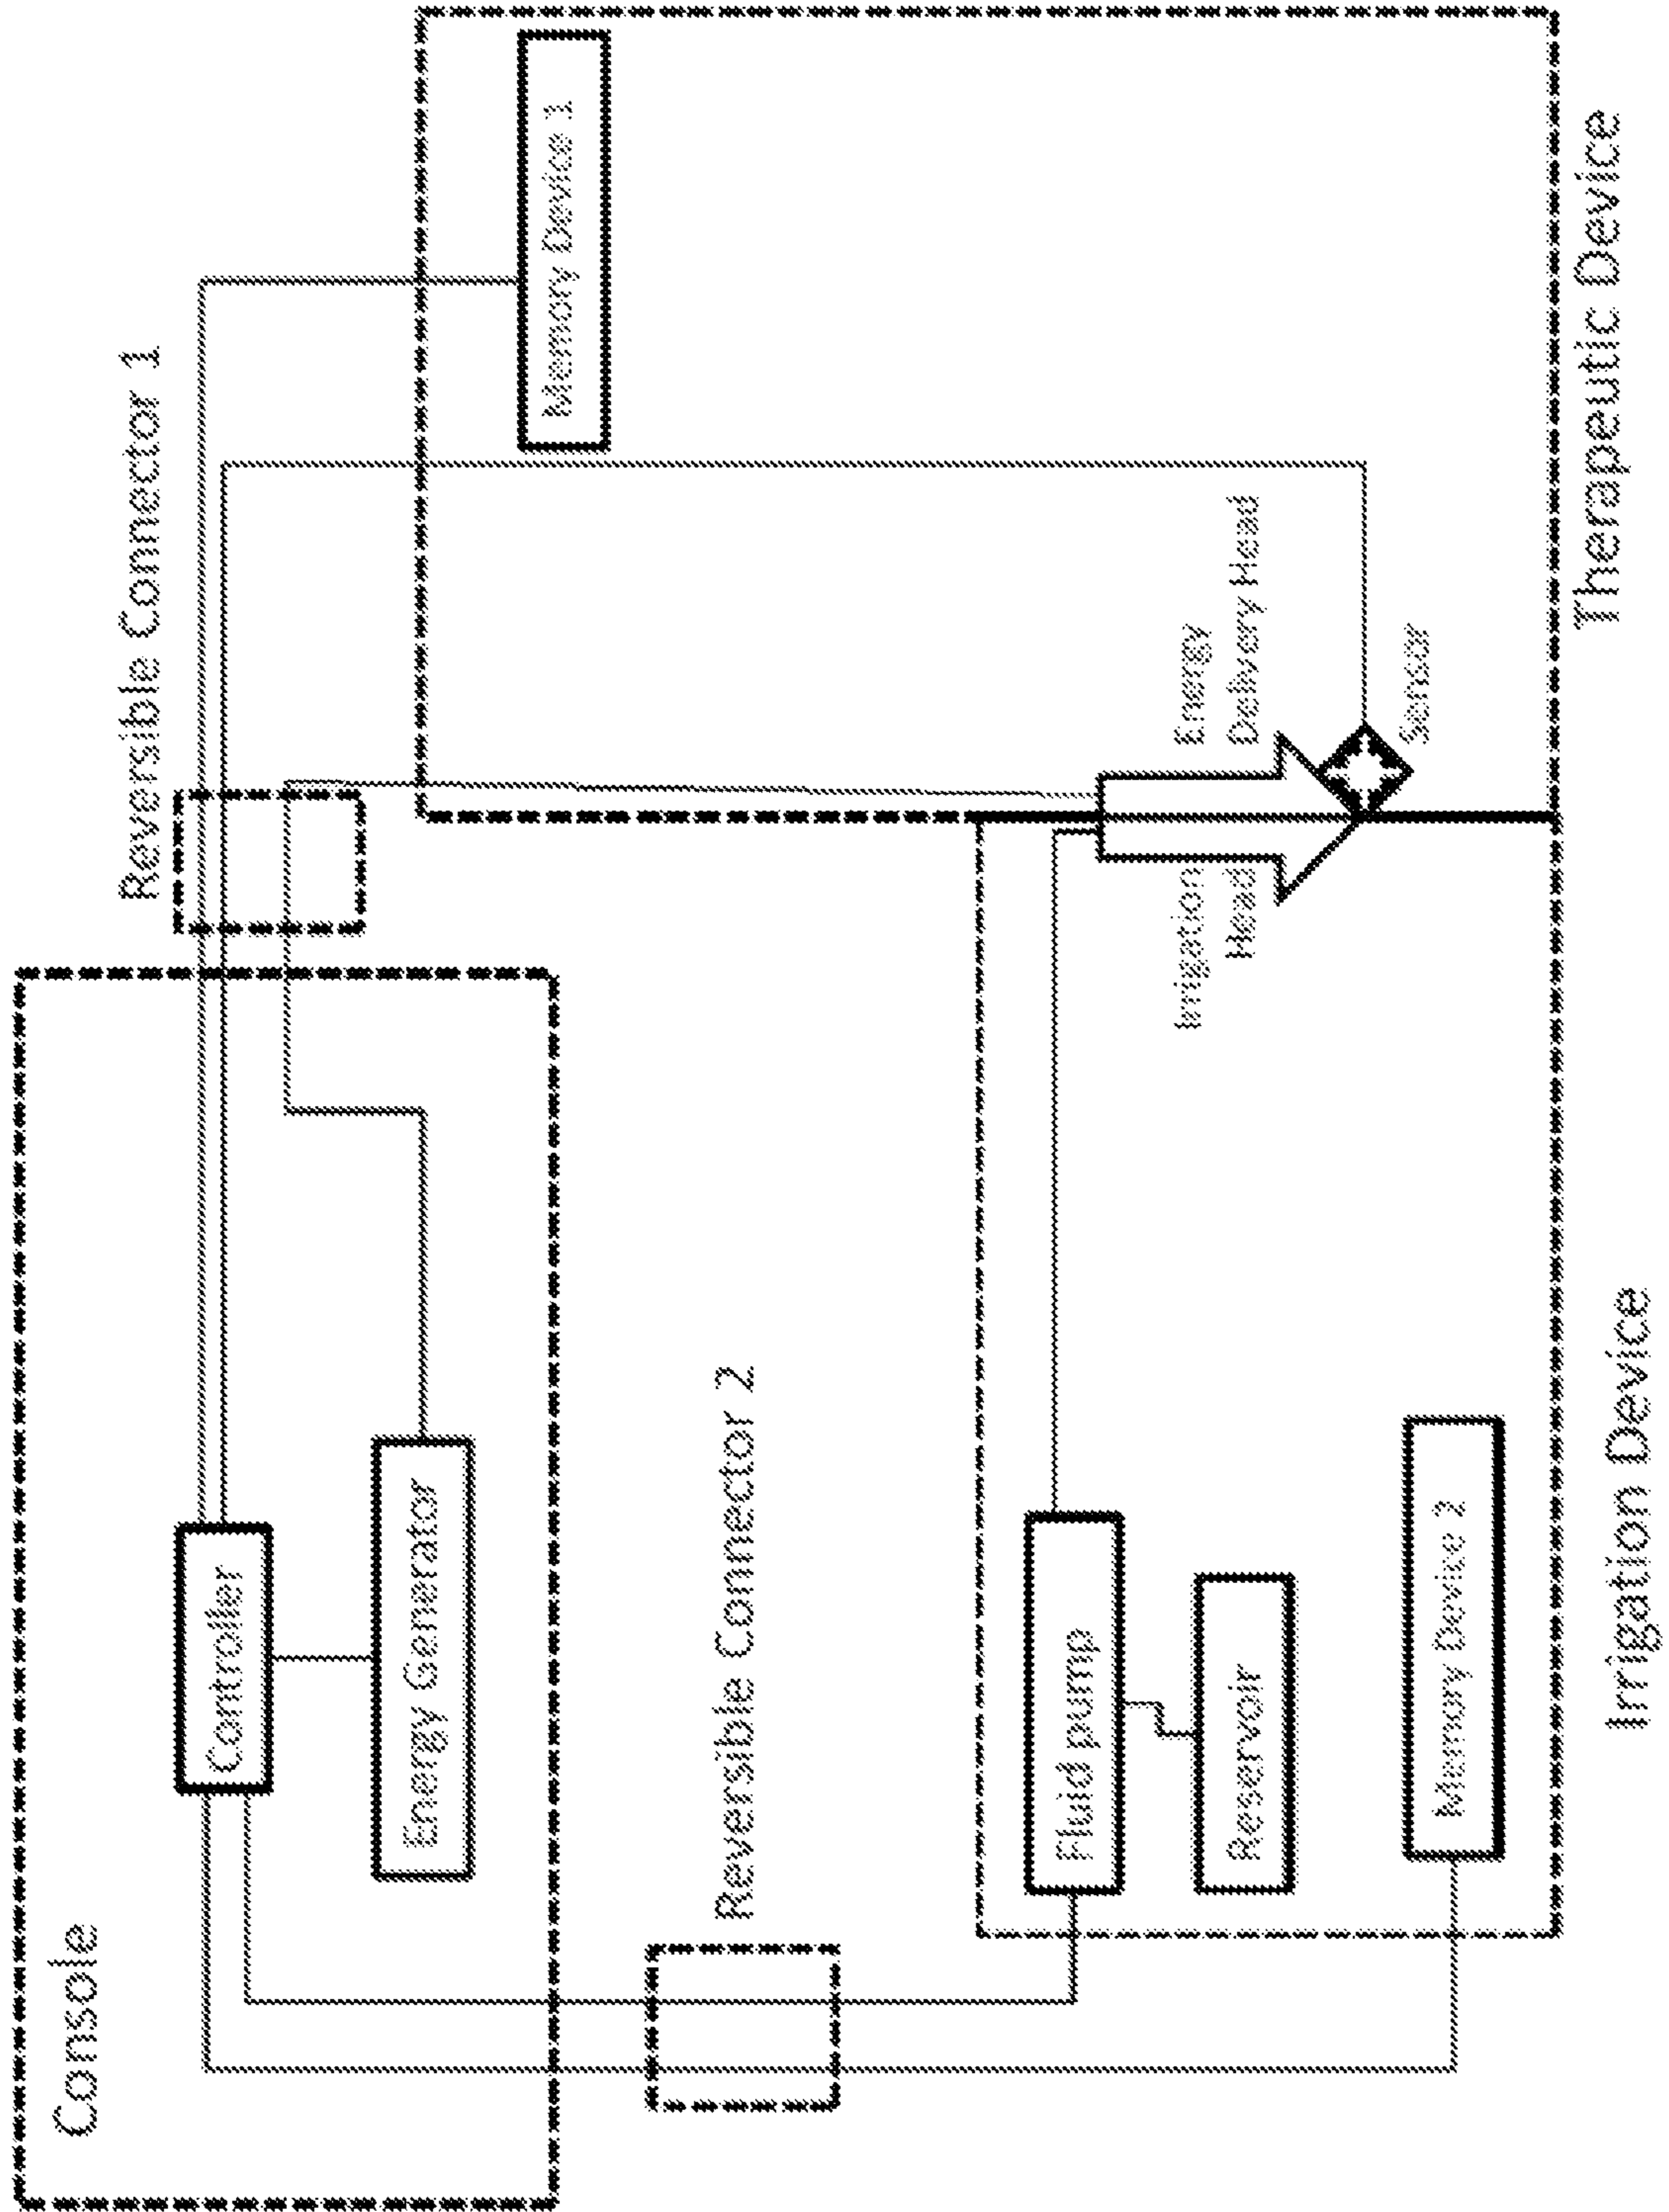 Console
Controller
Energy Generator
Reversible Connector 1
Reversible Connector 2
Memory Device 1
Fluid pump
Reservoir
Memory Device 2
Irrigation
Head
Energy
Delivery Head
Sensor
Irrigation Device
Therapeutic Device